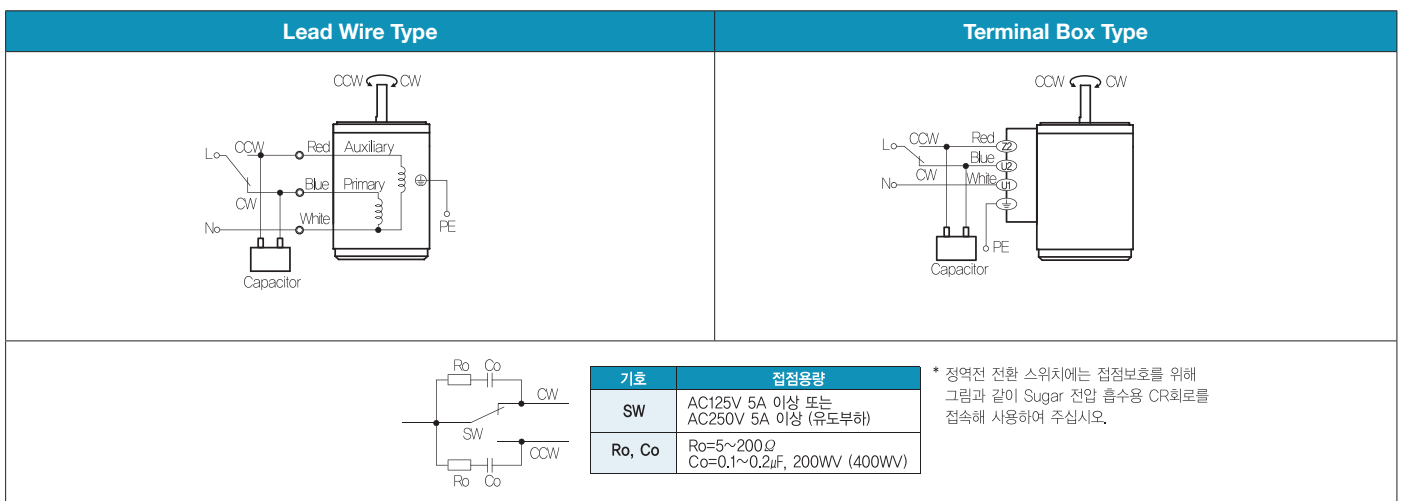 Lead Wire Type
Terminal Box Type
CCW CW
L CCW Red Auxiliary
Blue Primary
CW
White
N
PE
Capacitor
CCW CW
L CCW Red Z2
Blue U2
CW
N White U1
PE
Capacitor
Ro Co
CW
SW
CCW
Ro Co
기호 접점용량
SW AC125V 5A 이상 또는
AC250V 5A 이상 (유도부하)
Ro, Co Ro=5~200Ω
Co=0.1~0.2μF, 200WV (400WV)
* 정역전 전환 스위치에는 접점보호를 위해
그림과 같이 Sugar 전압 흡수용 CR회로를
접속해 사용하여 주십시오.